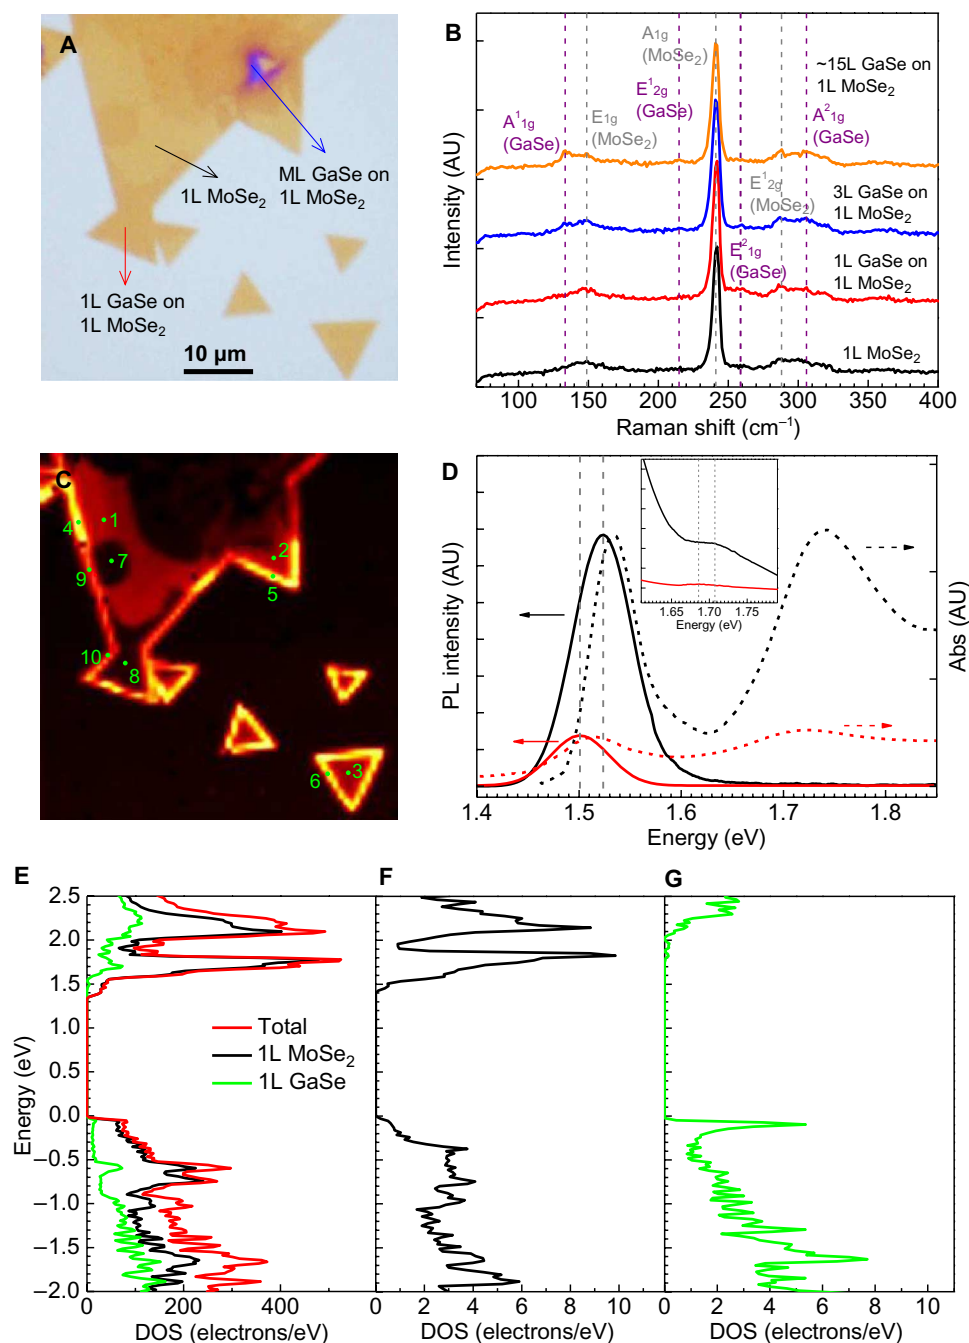 A
1L MoSe₂
ML GaSe on
1L MoSe₂
1L GaSe on
1L MoSe₂
10 µm
B
A1g
(MoSe₂)
~15L GaSe on
1L MoSe₂
E¹2g
(GaSe)
A¹1g
(GaSe)
E1g
(MoSe₂)
A²1g
(GaSe)
E¹2g
(MoSe₂)
3L GaSe on
1L MoSe₂
E²1g
(GaSe)
1L GaSe on
1L MoSe₂
1L MoSe₂
Intensity (AU)
100 150 200 250 300 350 400
Raman shift (cm⁻¹)
C
4 1
2
7
9
5
10
8
6 3
D
PL intensity (AU)
Abs (AU)
1.65 1.70 1.75
Energy (eV)
1.4 1.5 1.6 1.7 1.8
Energy (eV)
E
2.5
2.0
1.5
1.0
0.5
0.0
−0.5
−1.0
−1.5
−2.0
Energy (eV)
Total
1L MoSe₂
1L GaSe
0 200 400
DOS (electrons/eV)
F
0 2 4 6 8 10
DOS (electrons/eV)
G
0 2 4 6 8 10
DOS (electrons/eV)